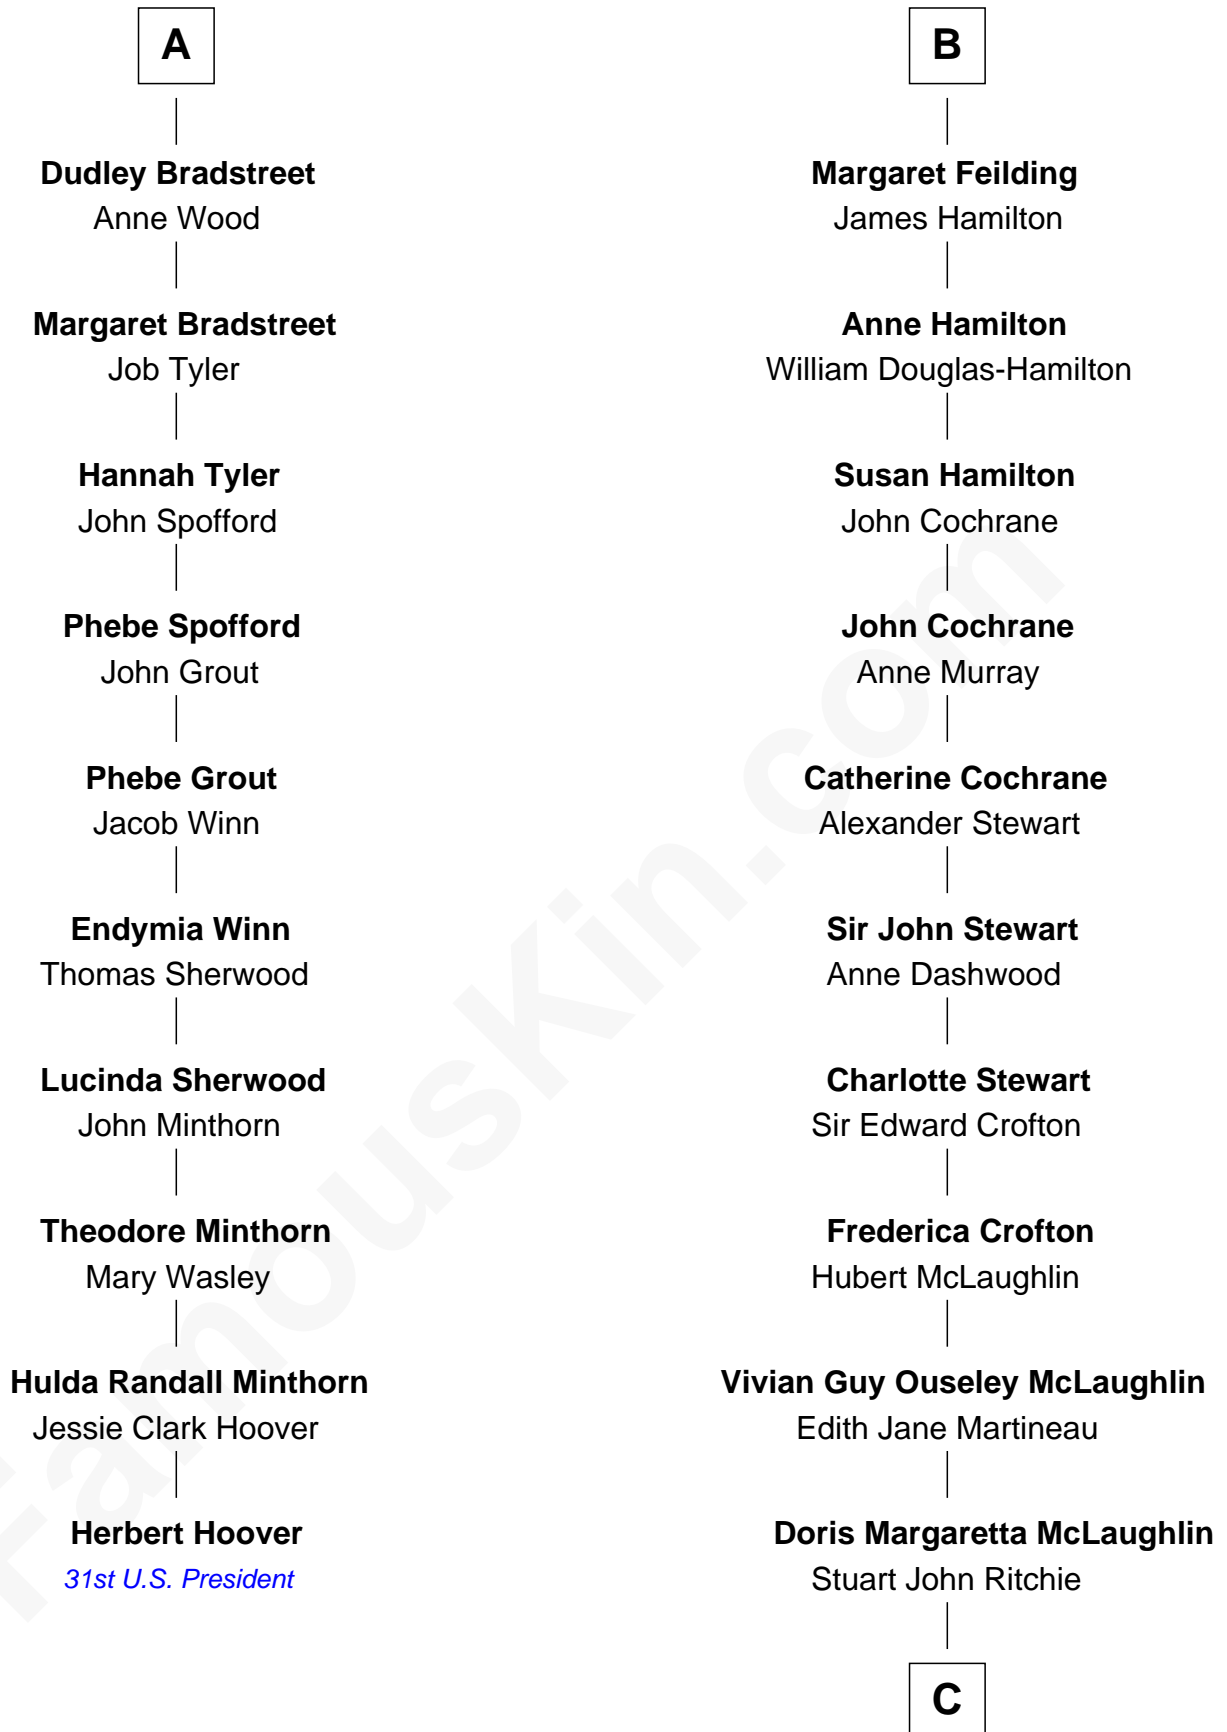 A
Dudley Bradstreet
Anne Wood
Margaret Bradstreet
Job Tyler
Hannah Tyler
John Spofford
Phebe Spofford
John Grout
Phebe Grout
Jacob Winn
Endymia Winn
Thomas Sherwood
Lucinda Sherwood
John Minthorn
Theodore Minthorn
Mary Wasley
Hulda Randall Minthorn
Jessie Clark Hoover
Herbert Hoover
31st U.S. President
B
Margaret Feilding
James Hamilton
Anne Hamilton
William Douglas-Hamilton
Susan Hamilton
John Cochrane
John Cochrane
Anne Murray
Catherine Cochrane
Alexander Stewart
Sir John Stewart
Anne Dashwood
Charlotte Stewart
Sir Edward Crofton
Frederica Crofton
Hubert McLaughlin
Vivian Guy Ouseley McLaughlin
Edith Jane Martineau
Doris Margaretta McLaughlin
Stuart John Ritchie
C
FamousKin.com